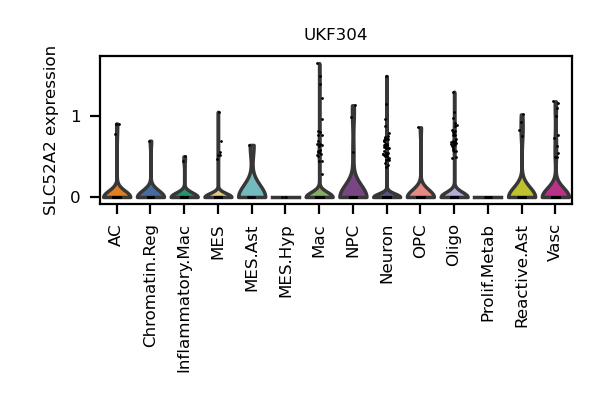 UKF304
SLC52A2 expression
1
0
AC
Chromatin.Reg
Inflammatory.Mac
MES
MES.Ast
MES.Hyp
Mac
NPC
Neuron
OPC
Oligo
Prolif.Metab
Reactive.Ast
Vasc